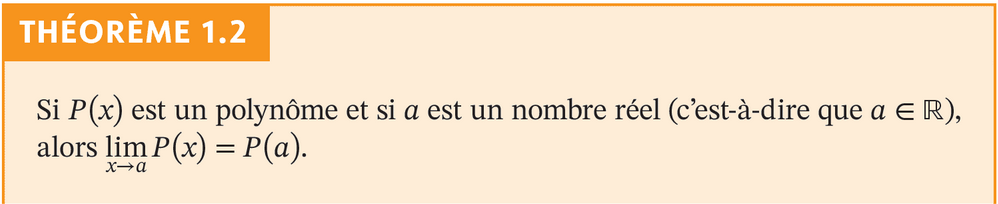 THÉORÈME 1.2
Si P(x) est un polynôme et si a est un nombre réel (c’est-à-dire que a ∈ ℝ),
alors lim P(x) = P(a).
x→a